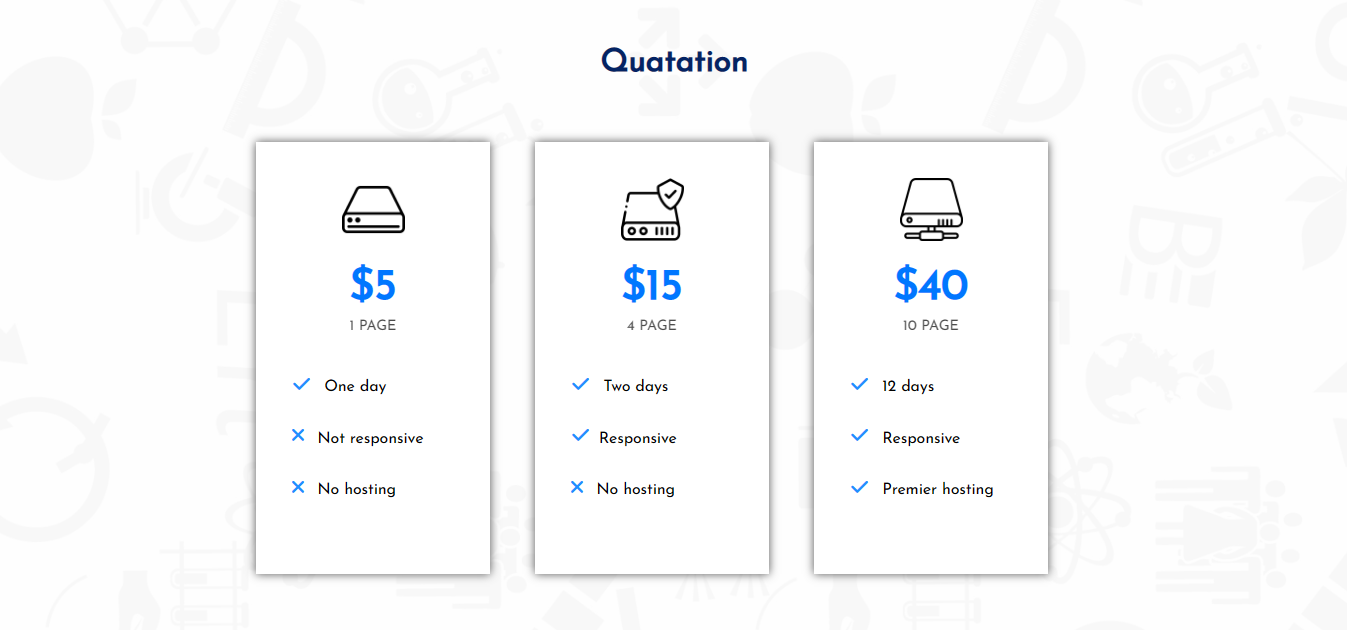 Quatation
$5
1 PAGE
One day
Not responsive
No hosting
$15
4 PAGE
Two days
Responsive
No hosting
$40
10 PAGE
12 days
Responsive
Premier hosting